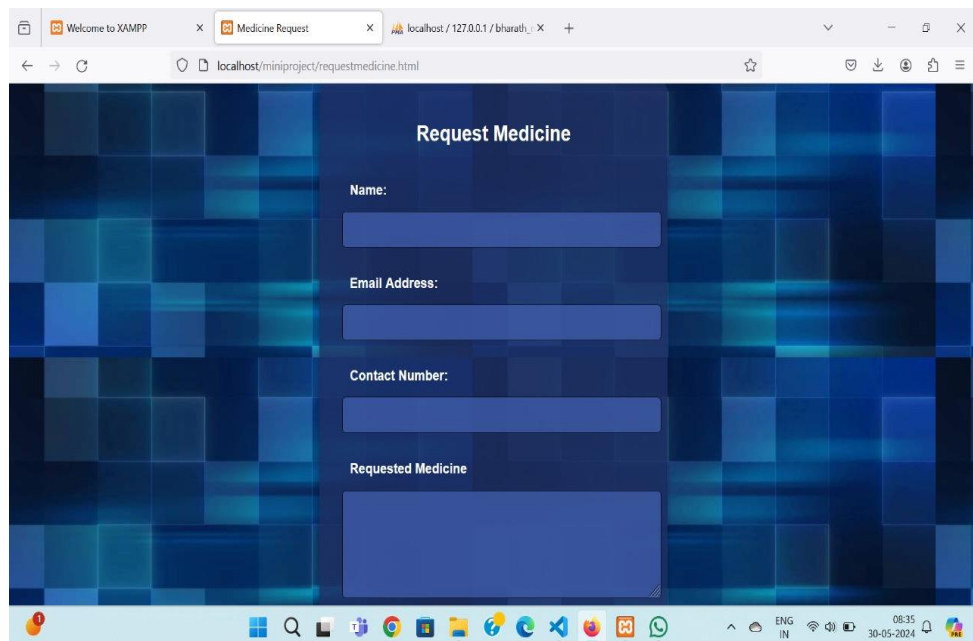 Welcome to XAMPP
Medicine Request
localhost / 127.0.0.1 / bharath_
localhost/miniproject/requestmedicine.html
Request Medicine
Name:
Email Address:
Contact Number:
Requested Medicine
1
ENG
IN
08:35
30-05-2024